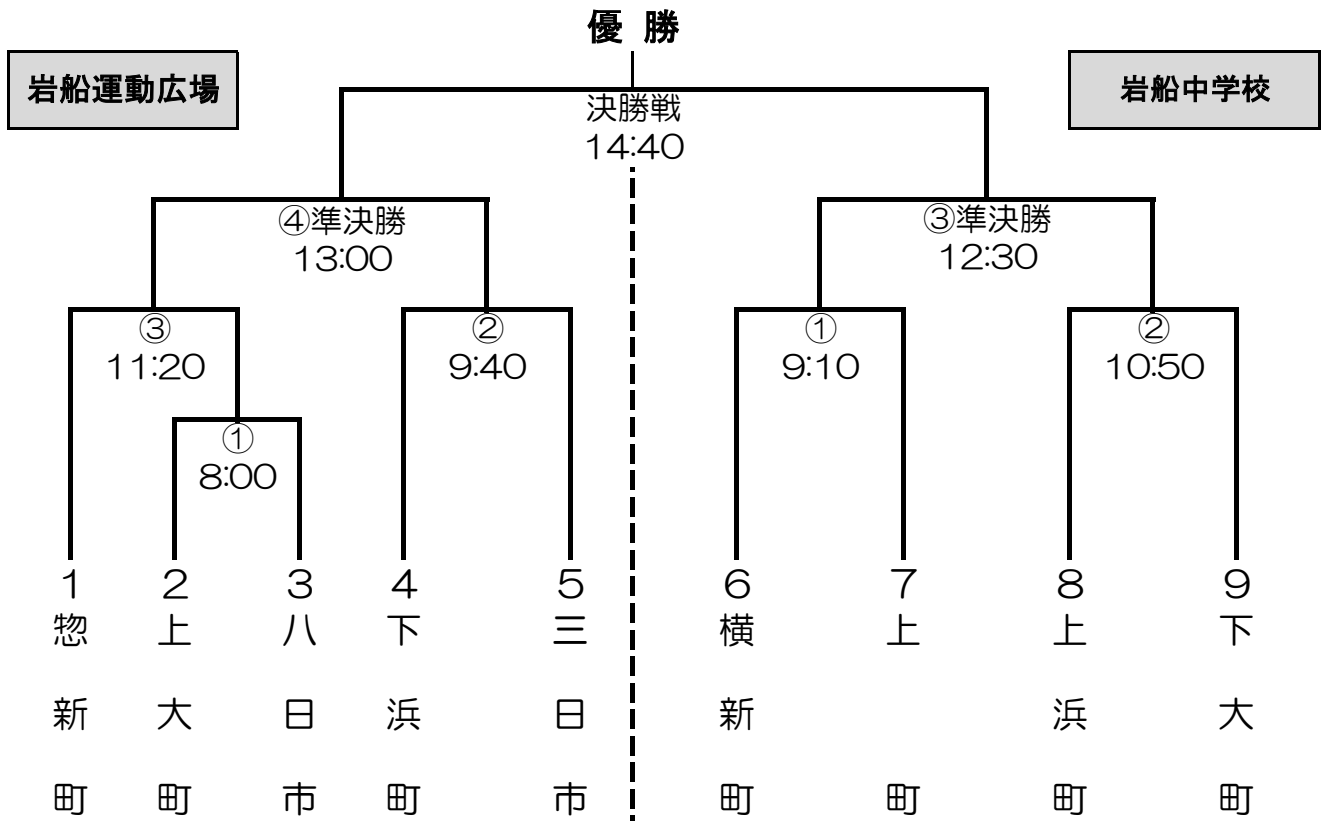 優 勝
岩船運動広場
岩船中学校
決勝戦
14:40
④準決勝
13:00
③準決勝
12:30
③
11:20
②
9:40
①
9:10
②
10:50
①
8:00
1
惣新町
2
上大町
3
八日市
4
下浜町
5
三日市
6
横新町
7
上町
8
上浜町
9
下大町